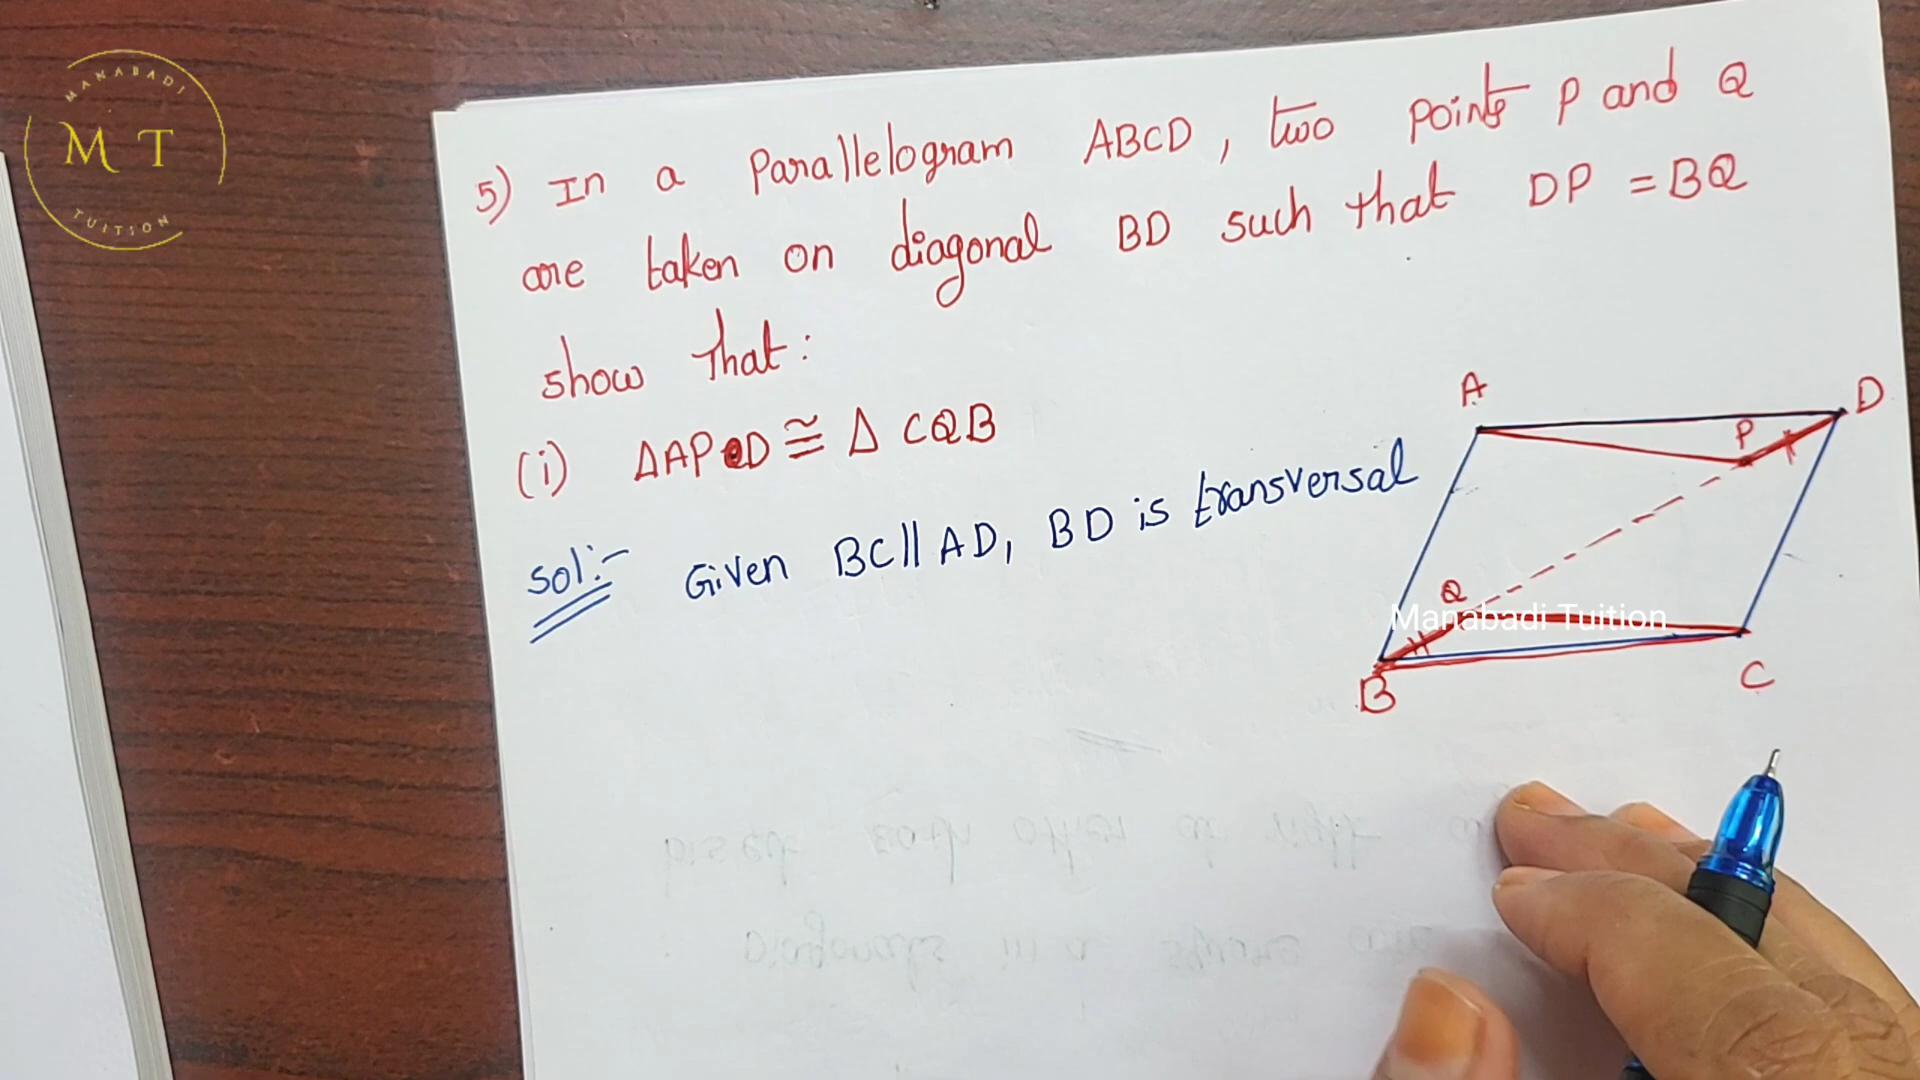 MANABADI
M T
TUITION
5) In a Parallelogram ABCD, two points P and Q
are taken on diagonal BD such that DP = BQ
show that:
(i) ΔAPD ≅ Δ CQB
Sol:- Given BC || AD, BD is transversal
A
D
P
Q
Manabadi Tuition
B
C